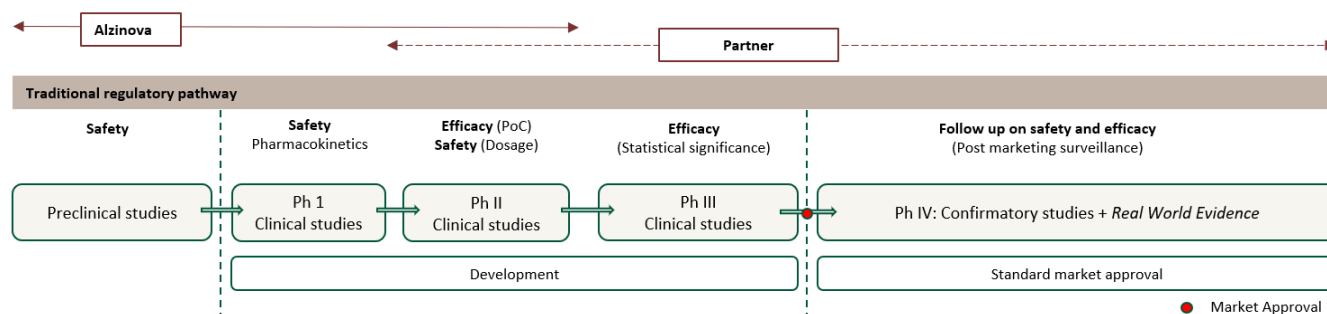 Alzinova
Partner
Traditional regulatory pathway
Safety
Safety
Pharmacokinetics
Efficacy (PoC)
Safety (Dosage)
Efficacy
(Statistical significance)
Follow up on safety and efficacy
(Post marketing surveillance)
Preclinical studies
Ph 1
Clinical studies
Ph II
Clinical studies
Ph III
Clinical studies
Ph IV: Confirmatory studies + Real World Evidence
Development
Standard market approval
Market Approval